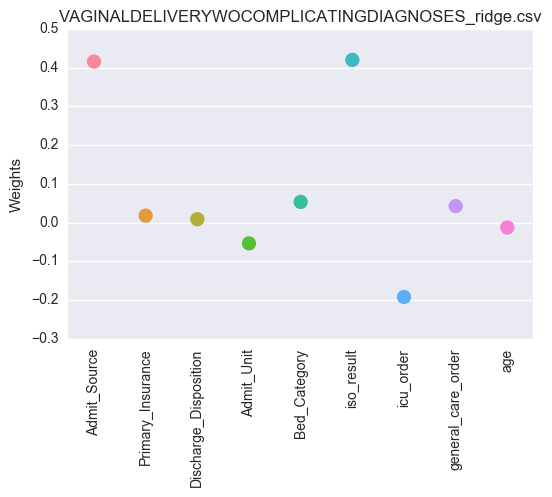 VAGINALDELIVERYWOCOMPLICATINGDIAGNOSES_ridge.csv
0.5
0.4
0.3
0.2
0.1
0.0
−0.1
−0.2
−0.3
Weights
Admit_Source
Primary_Insurance
Discharge_Disposition
Admit_Unit
Bed_Category
iso_result
icu_order
general_care_order
age